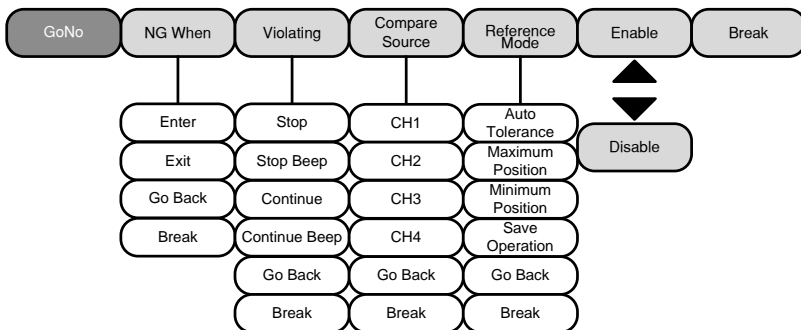 GoNo
NG When
Violating
Compare
Source
Reference
Mode
Enable
Break
Enter
Exit
Go Back
Break
Stop
Stop Beep
Continue
Continue Beep
Go Back
Break
CH1
CH2
CH3
CH4
Go Back
Break
Auto
Tolerance
Maximum
Position
Minimum
Position
Save
Operation
Go Back
Break
Disable